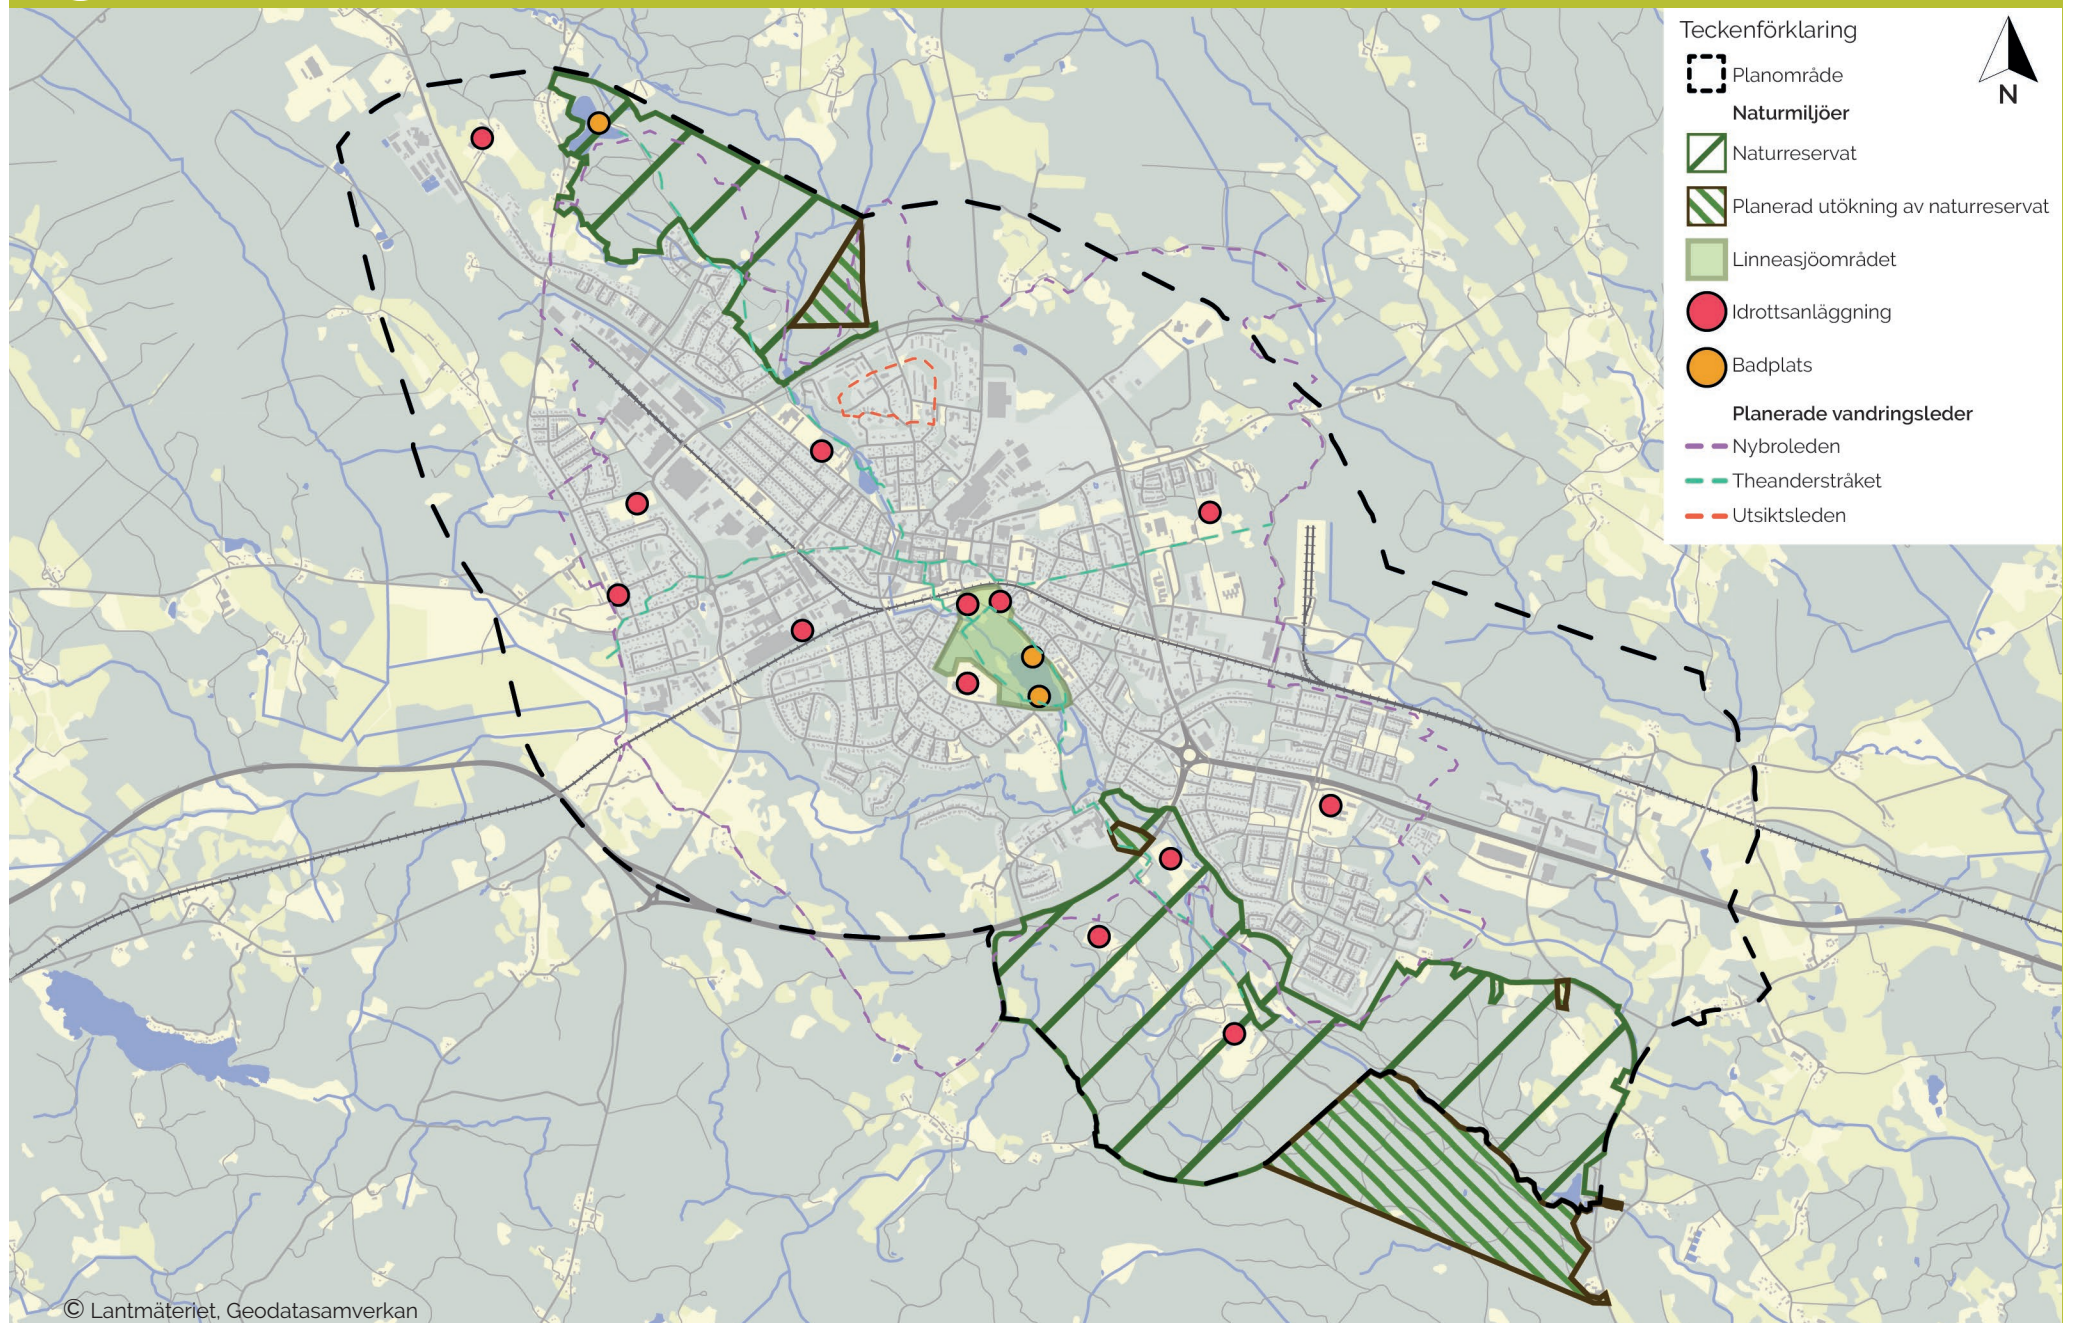 Teckenförklaring
Planområde
N
Naturmiljöer
Naturreservat
Planerad utökning av naturreservat
Linneasjöområdet
Idrottsanläggning
Badplats
Planerade vandringsleder
Nybroleden
Theanderstråket
Utsiktsleden
© Lantmäteriet, Geodatasamverkan